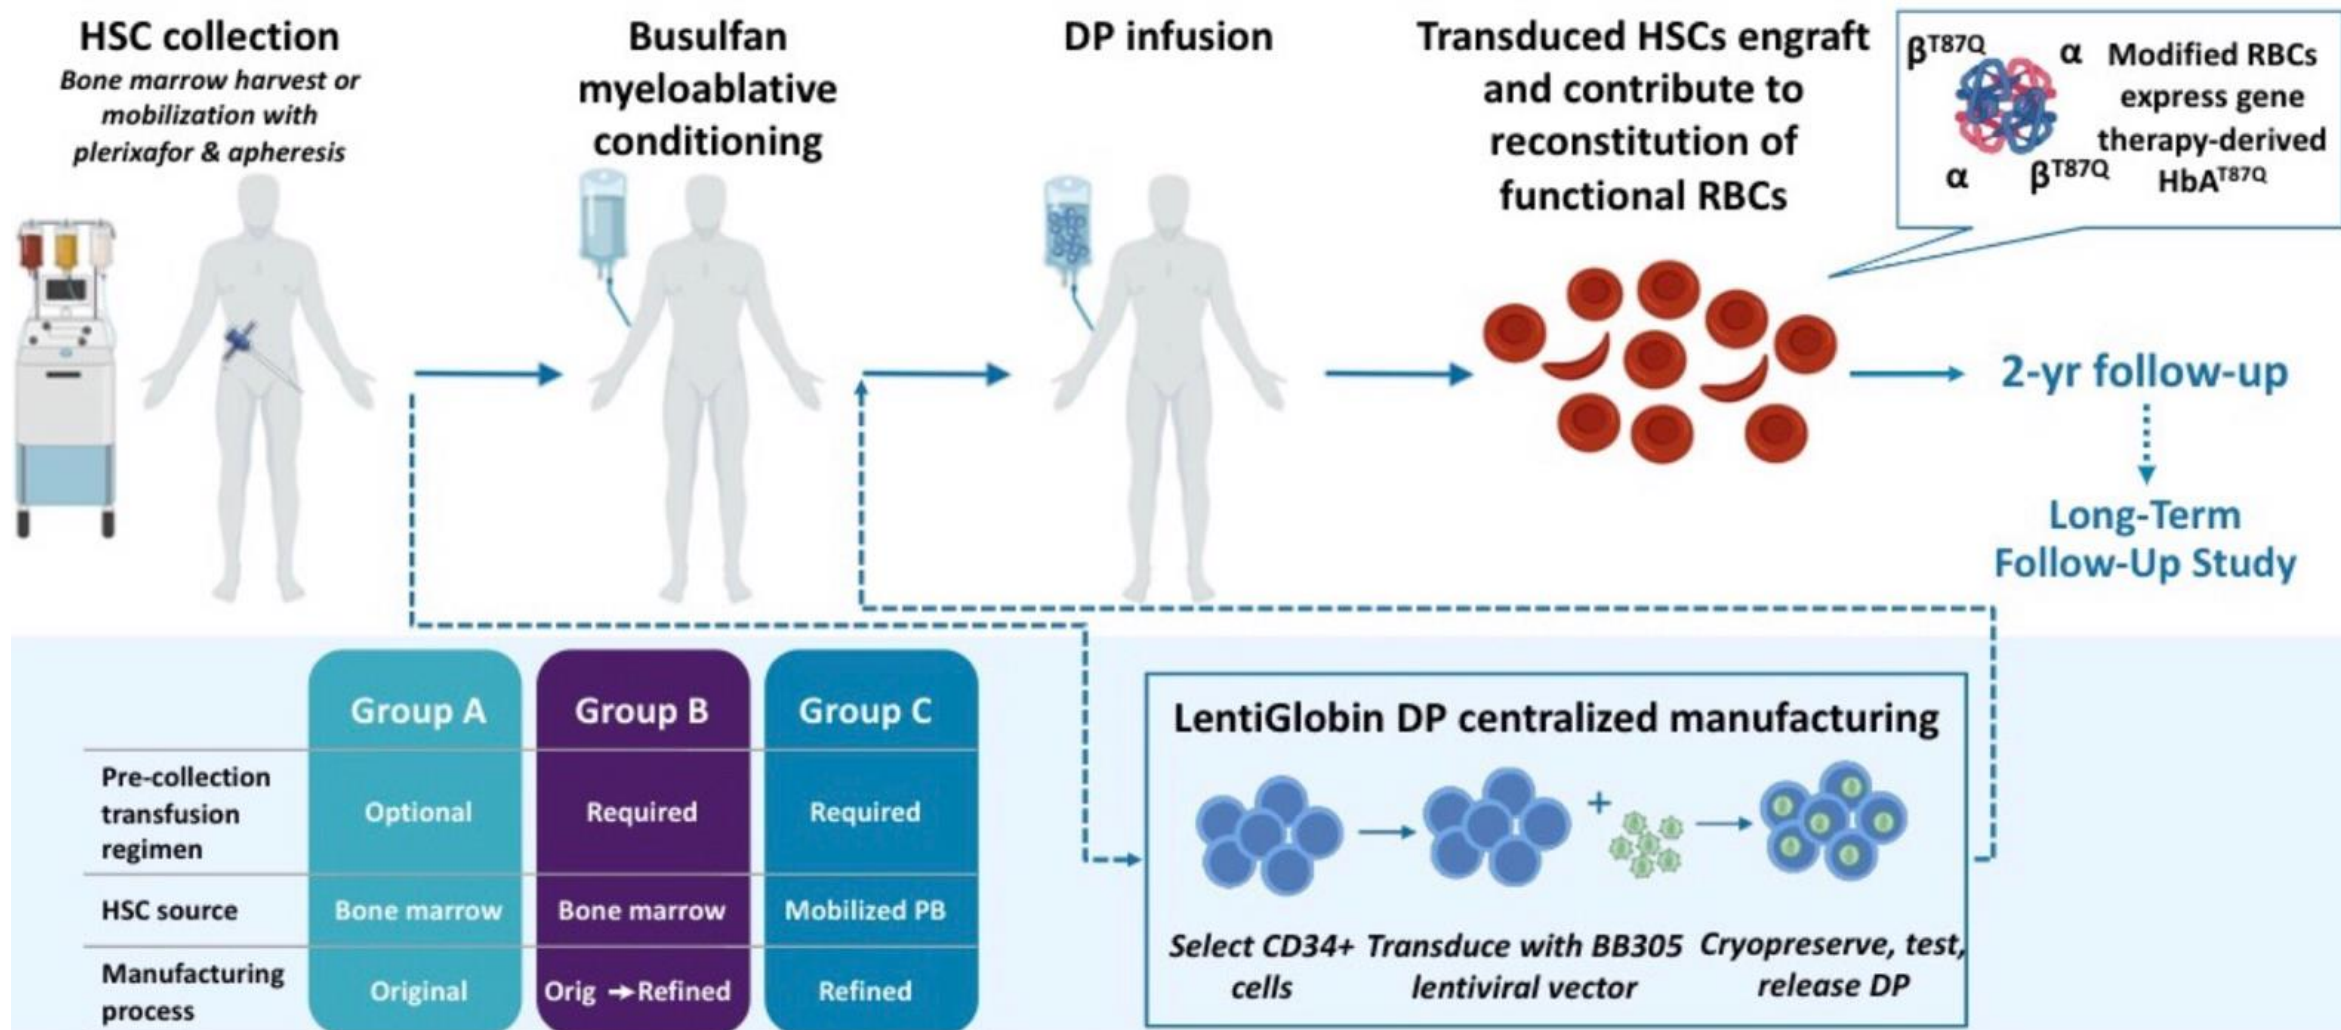 HSC collection
Bone marrow harvest or
mobilization with
plerixafor & apheresis
Busulfan
myeloablative
conditioning
DP infusion
Transduced HSCs engraft
and contribute to
reconstitution of
functional RBCs
β^T87Q α Modified RBCs
express gene
therapy-derived
α β^T87Q HbA^T87Q
2-yr follow-up
Long-Term
Follow-Up Study
Group A Group B Group C
Pre-collection
transfusion
regimen
Optional Required Required
HSC source Bone marrow Bone marrow Mobilized PB
Manufacturing
process
Original Orig → Refined Refined
LentiGlobin DP centralized manufacturing
+
Select CD34+
cells
Transduce with BB305
lentiviral vector
Cryopreserve, test,
release DP